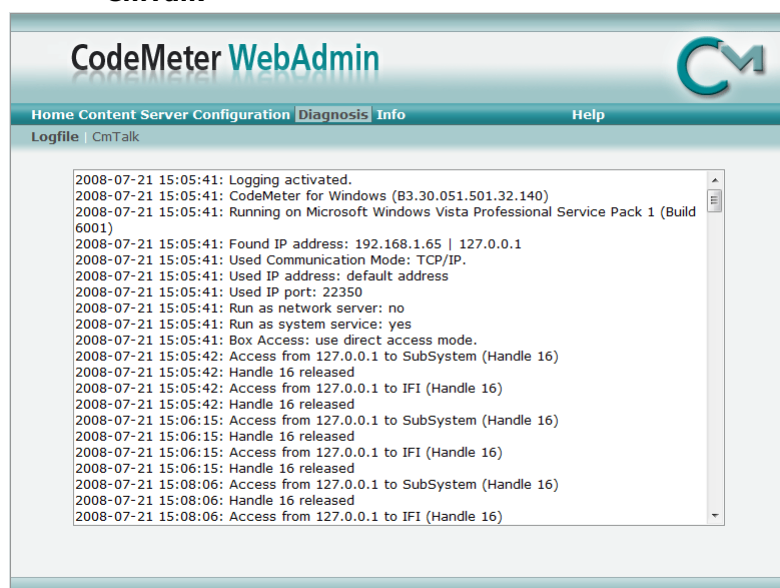 CmTalk
CodeMeter WebAdmin
CM
Home Content Server Configuration Diagnosis Info Help
Logfile | CmTalk
2008-07-21 15:05:41: Logging activated.
2008-07-21 15:05:41: CodeMeter for Windows (B3.30.051.501.32.140)
2008-07-21 15:05:41: Running on Microsoft Windows Vista Professional Service Pack 1 (Build
6001)
2008-07-21 15:05:41: Found IP address: 192.168.1.65 | 127.0.0.1
2008-07-21 15:05:41: Used Communication Mode: TCP/IP.
2008-07-21 15:05:41: Used IP address: default address
2008-07-21 15:05:41: Used IP port: 22350
2008-07-21 15:05:41: Run as network server: no
2008-07-21 15:05:41: Run as system service: yes
2008-07-21 15:05:41: Box Access: use direct access mode.
2008-07-21 15:05:42: Access from 127.0.0.1 to SubSystem (Handle 16)
2008-07-21 15:05:42: Handle 16 released
2008-07-21 15:05:42: Access from 127.0.0.1 to IFI (Handle 16)
2008-07-21 15:05:42: Handle 16 released
2008-07-21 15:06:15: Access from 127.0.0.1 to SubSystem (Handle 16)
2008-07-21 15:06:15: Handle 16 released
2008-07-21 15:06:15: Access from 127.0.0.1 to IFI (Handle 16)
2008-07-21 15:06:15: Handle 16 released
2008-07-21 15:08:06: Access from 127.0.0.1 to SubSystem (Handle 16)
2008-07-21 15:08:06: Handle 16 released
2008-07-21 15:08:06: Access from 127.0.0.1 to IFI (Handle 16)